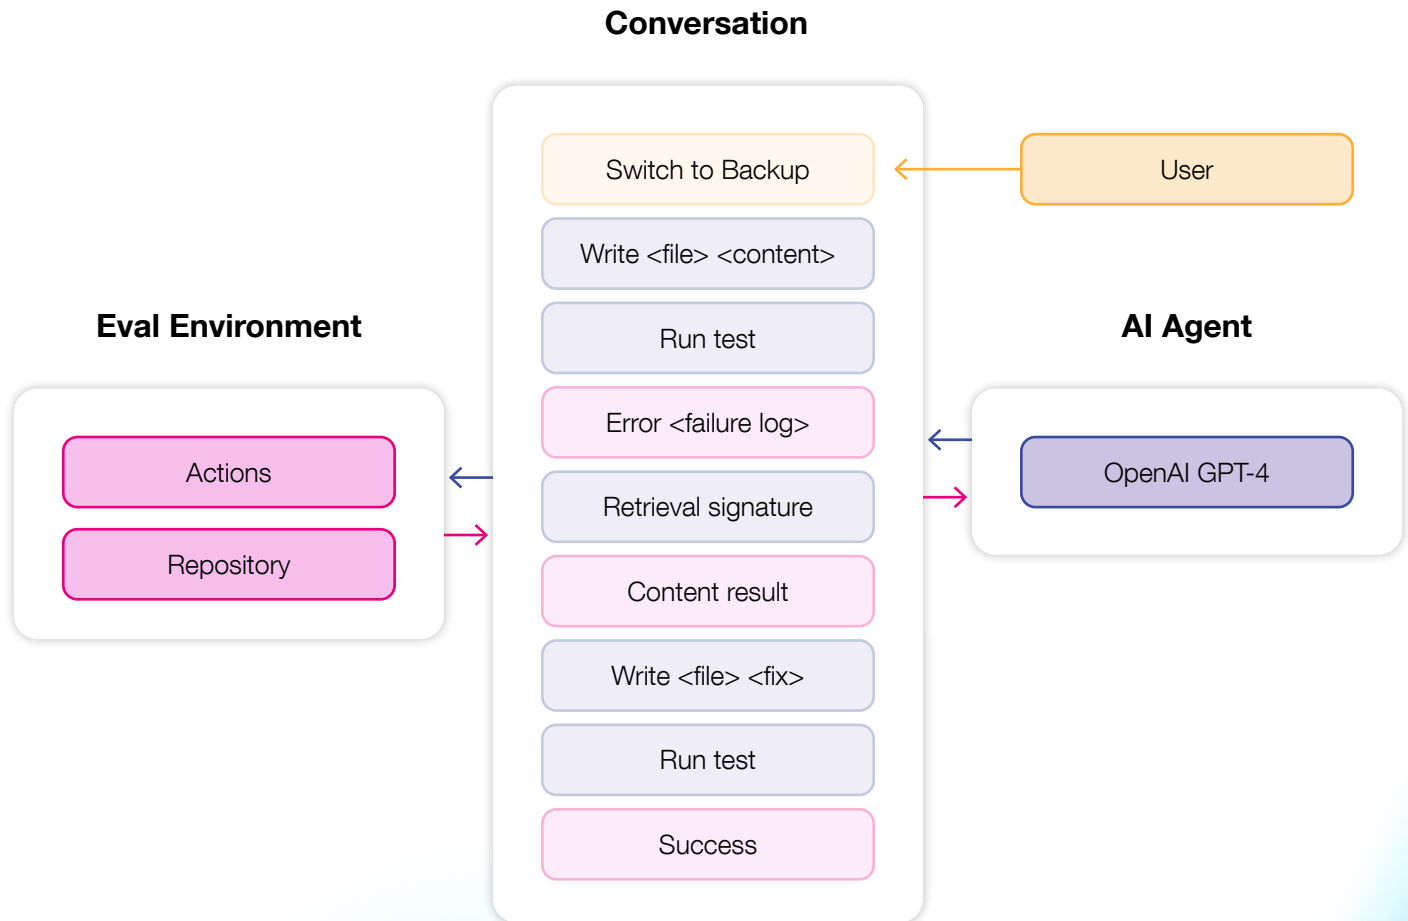 Conversation
Switch to Backup
User
Write <file> <content>
Run test
Eval Environment
AI Agent
Error <failure log>
Actions
OpenAI GPT-4
Retrieval signature
Repository
Content result
Write <file> <fix>
Run test
Success